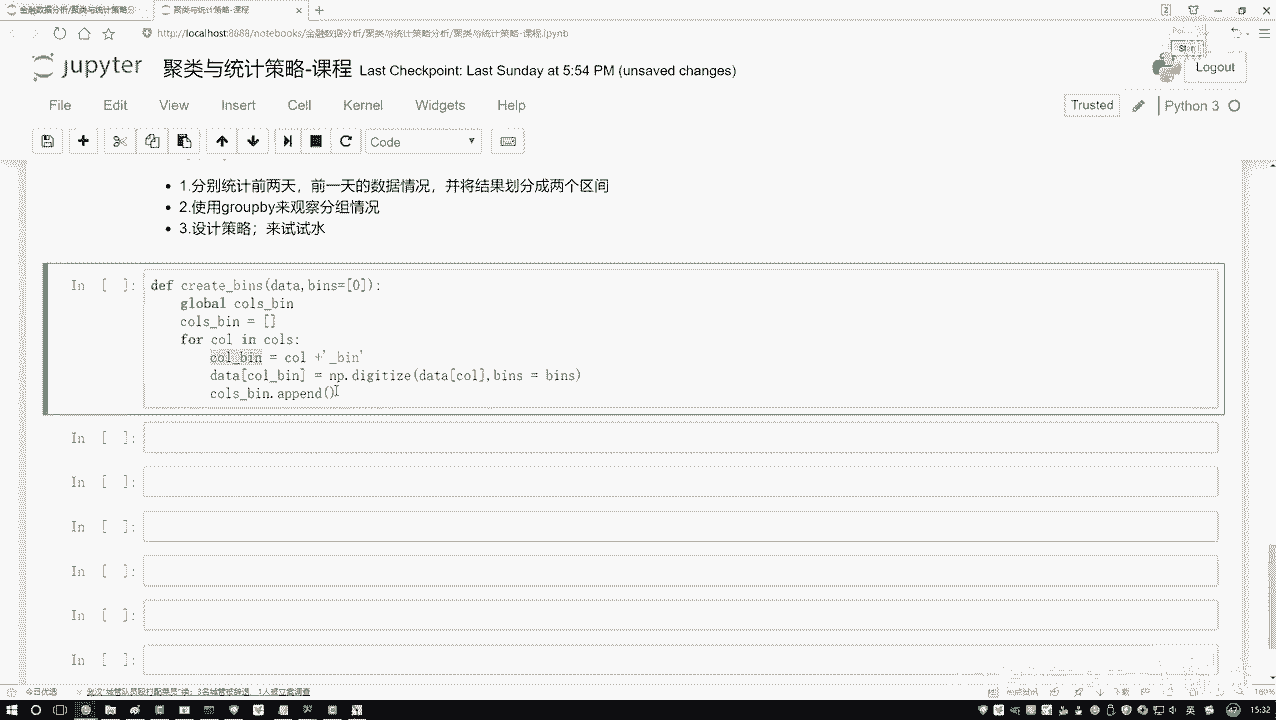 金融数据分析/聚类与统计策略分
聚类与统计策略-课程
http://localhost:8888/notebooks/金融数据分析/聚类与统计策略分析/聚类与统计策略-课程.ipynb
jupyter 聚类与统计策略-课程 Last Checkpoint: Last Sunday at 5:54 PM (unsaved changes)
Logout
File Edit View Insert Cell Kernel Widgets Help
Trusted Python 3
Code
1.分别统计前两天，前一天的数据情况，并将结果划分成两个区间
2.使用groupby来观察分组情况
3.设计策略；来试试水
In [ ]: def create_bins(data,bins=[0]):
global cols_bin
cols_bin = []
for col in cols:
col_bin = col +'_bin'
data[col_bin] = np.digitize(data[col],bins = bins)
cols_bin.append()
In [ ]:
In [ ]:
In [ ]:
In [ ]:
In [ ]:
In [ ]:
今日优选
160%
英
15:32